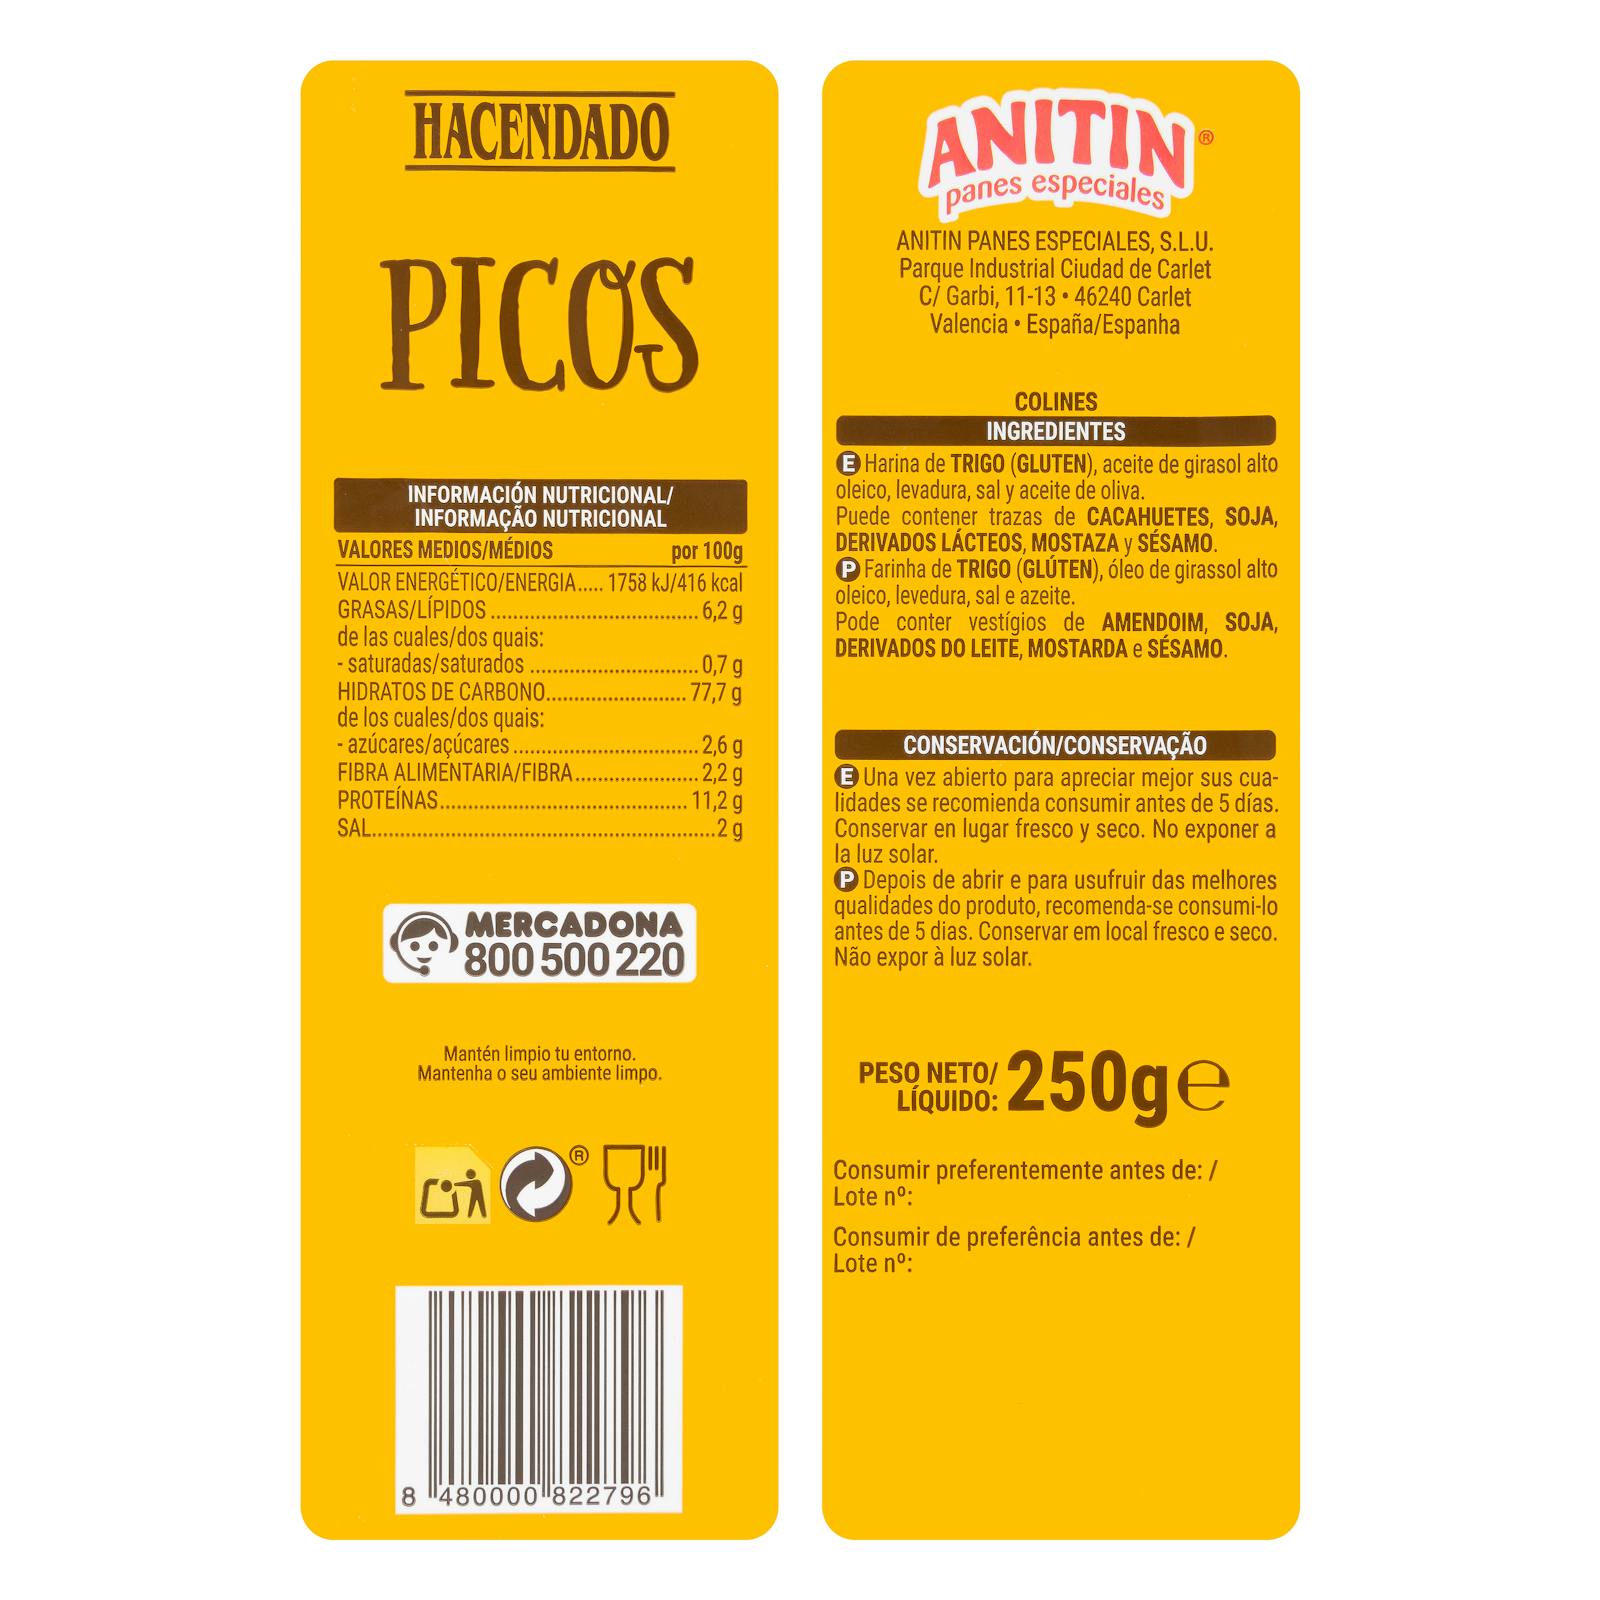 HACENDADO
PICOS
INFORMACIÓN NUTRICIONAL/
INFORMAÇÃO NUTRICIONAL
VALORES MEDIOS/MÉDIOS por 100g
VALOR ENERGÉTICO/ENERGIA..... 1758 kJ/416 kcal
GRASAS/LÍPIDOS ..................................... 6,2 g
de las cuales/dos quais:
- saturadas/saturados .............................. 0,7 g
HIDRATOS DE CARBONO......................... 77,7 g
de los cuales/dos quais:
- azúcares/açúcares ................................. 2,6 g
FIBRA ALIMENTARIA/FIBRA...................... 2,2 g
PROTEÍNAS............................................ 11,2 g
SAL.............................................................2 g
MERCADONA
800 500 220
Mantén limpio tu entorno.
Mantenha o seu ambiente limpo.
®
8 480000 822796
ANITIN®
panes especiales
ANITIN PANES ESPECIALES, S.L.U.
Parque Industrial Ciudad de Carlet
C/ Garbi, 11-13 • 46240 Carlet
Valencia • España/Espanha
COLINES
INGREDIENTES
E Harina de TRIGO (GLUTEN), aceite de girasol alto
oleico, levadura, sal y aceite de oliva.
Puede contener trazas de CACAHUETES, SOJA,
DERIVADOS LÁCTEOS, MOSTAZA y SÉSAMO.
P Farinha de TRIGO (GLÚTEN), óleo de girassol alto
oleico, levedura, sal e azeite.
Pode conter vestígios de AMENDOIM, SOJA,
DERIVADOS DO LEITE, MOSTARDA e SÉSAMO.
CONSERVACIÓN/CONSERVAÇÃO
E Una vez abierto para apreciar mejor sus cua-
lidades se recomienda consumir antes de 5 días.
Conservar en lugar fresco y seco. No exponer a
la luz solar.
P Depois de abrir e para usufruir das melhores
qualidades do produto, recomenda-se consumi-lo
antes de 5 dias. Conservar em local fresco e seco.
Não expor à luz solar.
PESO NETO/
LÍQUIDO: 250g℮
Consumir preferentemente antes de: /
Lote nº:
Consumir de preferência antes de: /
Lote nº: